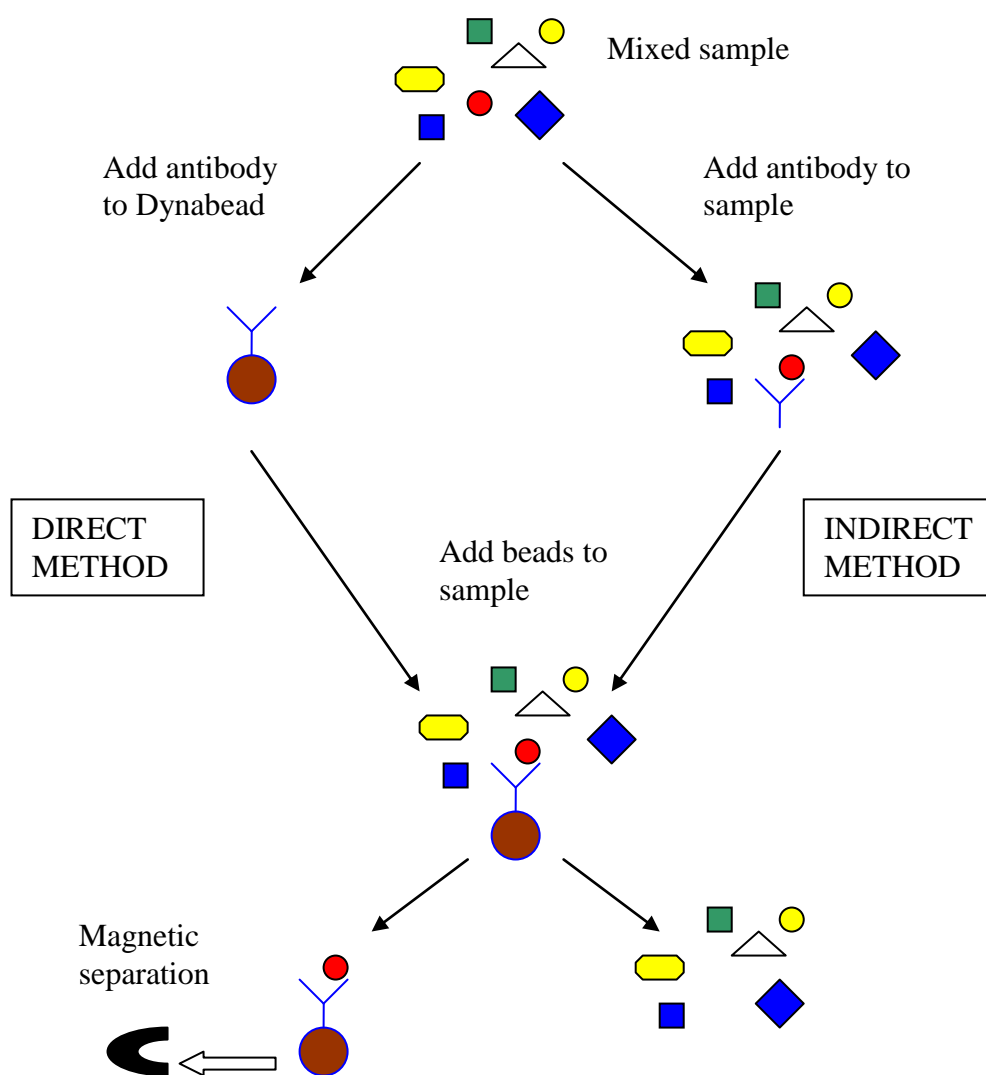 Mixed sample
Add antibody
to Dynabead
Add antibody to
sample
DIRECT
METHOD
Add beads to
sample
INDIRECT
METHOD
Magnetic
separation